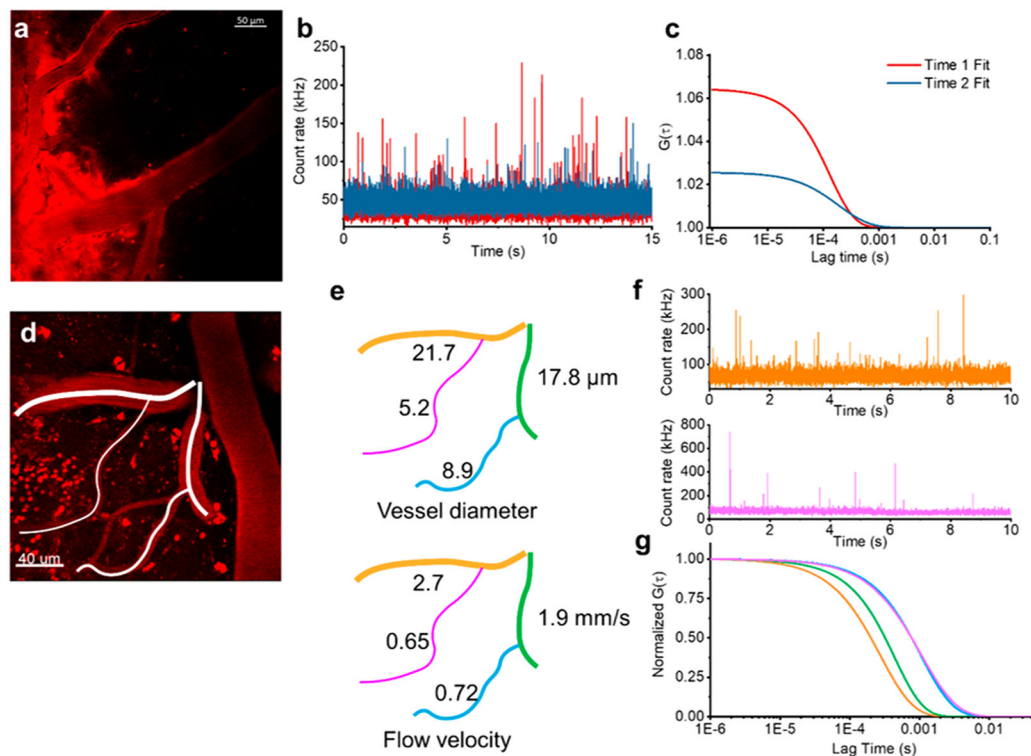 a
50 µm
b
250
200
150
100
50
Count rate (kHz)
0 5 10 15
Time (s)
c
1.08
1.06
1.04
1.02
1.00
G(τ)
Time 1 Fit
Time 2 Fit
1E-6 1E-5 1E-4 0.001 0.01 0.1
Lag time (s)
d
40 µm
e
21.7
17.8 µm
5.2
8.9
Vessel diameter
2.7
1.9 mm/s
0.65
0.72
Flow velocity
f
300
200
100
0
Count rate (kHz)
0 2 4 6 8 10
Time (s)
800
600
400
200
0
Count rate (kHz)
0 2 4 6 8 10
Time (s)
g
1.00
0.75
0.50
0.25
0.00
Normalized G(τ)
1E-5 1E-4 0.001 0.01
Lag Time (s)